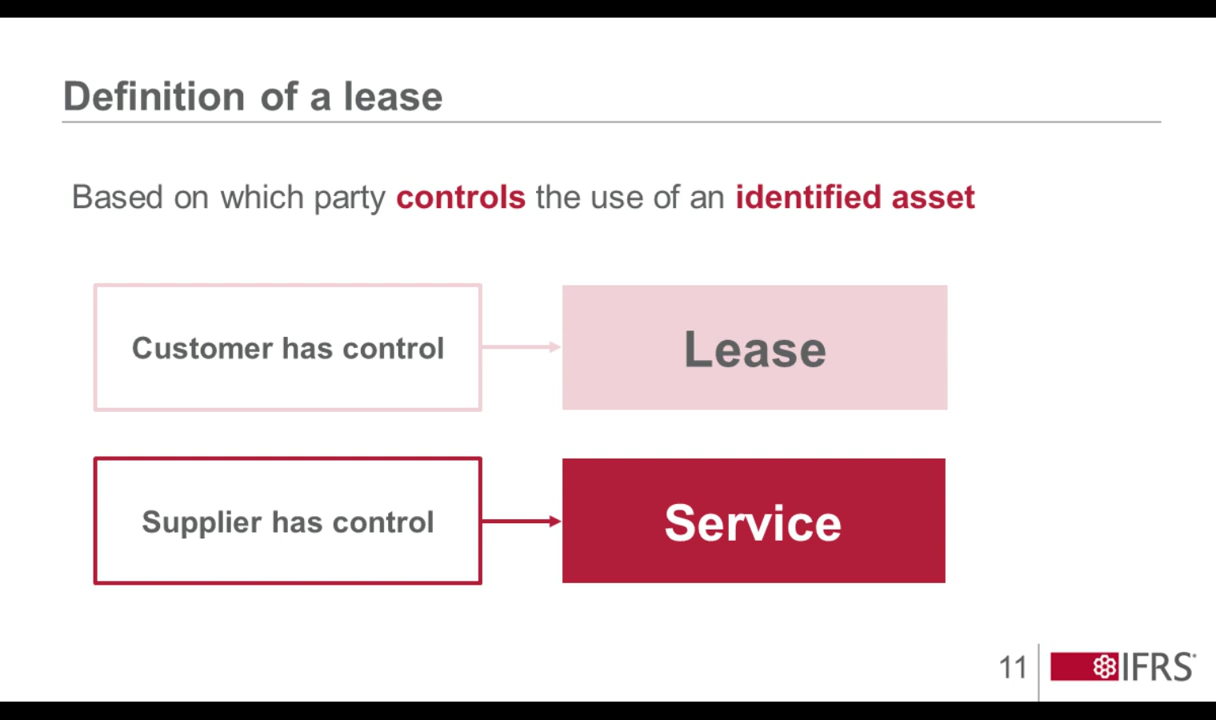 Definition of a lease
Based on which party controls the use of an identified asset
Customer has control
Lease
Supplier has control
Service
11
IFRS